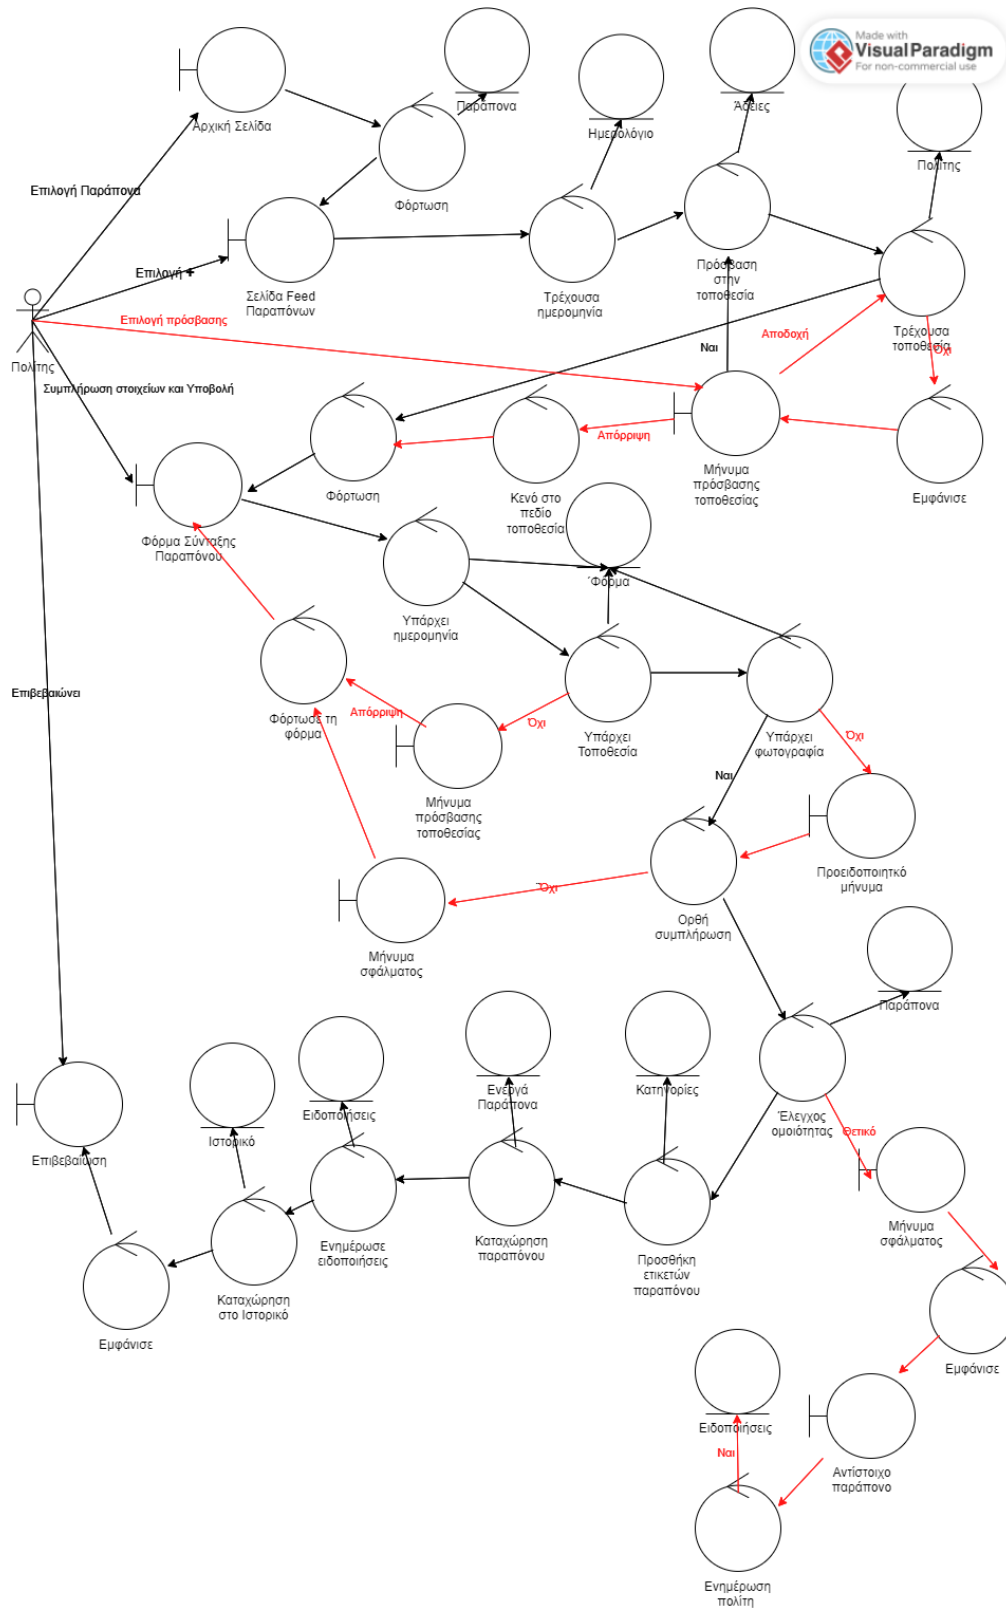 Made with
VisualParadigm
For non-commercial use
Αρχική Σελίδα
Παράπονα
Ημερολόγιο
Άδειες
Πολίτης
Επιλογή Παράπονα
Φόρτωση
Επιλογή +
Σελίδα Feed
Παραπόνων
Τρέχουσα
ημερομηνία
Πρόσβαση
στην
τοποθεσία
Τρέχουσα
τοποθεσία
Πολίτης
Επιλογή πρόσβασης
Ναι
Αποδοχή
Όχι
Συμπλήρωση στοιχείων και Υποβολή
Φόρτωση
Απόρριψη
Κενό στο
πεδίο
τοποθεσία
Μήνυμα
πρόσβασης
τοποθεσίας
Εμφάνισε
Φόρμα Σύνταξης
Παραπόνου
Υπάρχει
ημερομηνία
Φόρμα
Επιβεβαιώνει
Φόρτωσε τη
φόρμα
Απόρριψη
Όχι
Υπάρχει
Τοποθεσία
Υπάρχει
φωτογραφία
Όχι
Ναι
Μήνυμα
πρόσβασης
τοποθεσίας
Προειδοποιητκό
μήνυμα
Όχι
Ορθή
συμπλήρωση
Μήνυμα
σφάλματος
Παράπονα
Ιστορικό
Ειδοποιήσεις
Ενεργά
Παράπονα
Κατηγορίες
Έλεγχος
ομοιότητας
Θετικό
Επιβεβαίωση
Εμφάνισε
Καταχώρηση
στο Ιστορικό
Ενημέρωσε
ειδοποιήσεις
Καταχώρηση
παραπόνου
Προσθήκη
ετικετών
παραπόνου
Μήνυμα
σφάλματος
Εμφάνισε
Ειδοποιήσεις
Ναι
Αντίστοιχο
παράπονο
Ενημέρωση
πολίτη